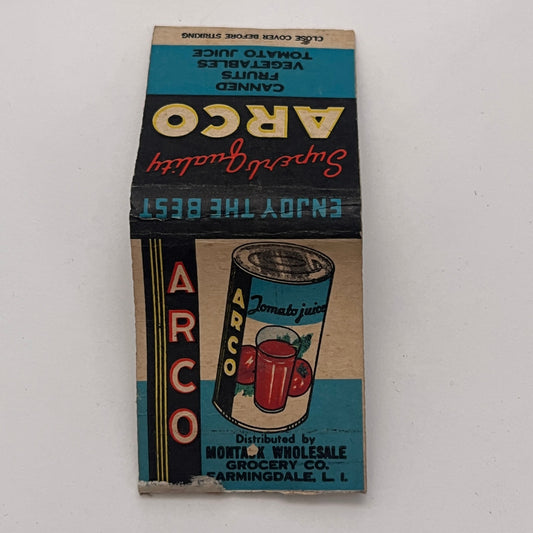 ENJOY THE BEST
Superb Quality
ARCO
CANNED
FRUITS
VEGETABLES
TOMATO JUICE
CLOSE COVER BEFORE STRIKING
ARCO
ARCO
Tomato juice
Distributed by
MONTAUK WHOLESALE
GROCERY CO.
FARMINGDALE, L. I.